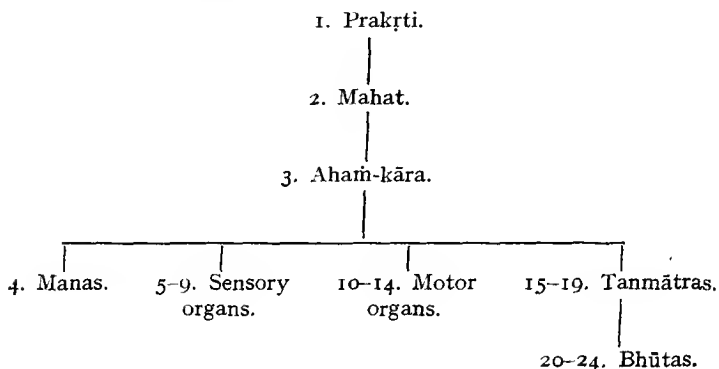 1. Prakṛti.
2. Mahat.
3. Ahaṁ-kāra.
4. Manas. 5–9. Sensory organs. 10–14. Motor organs. 15–19. Tanmātras.
20–24. Bhūtas.